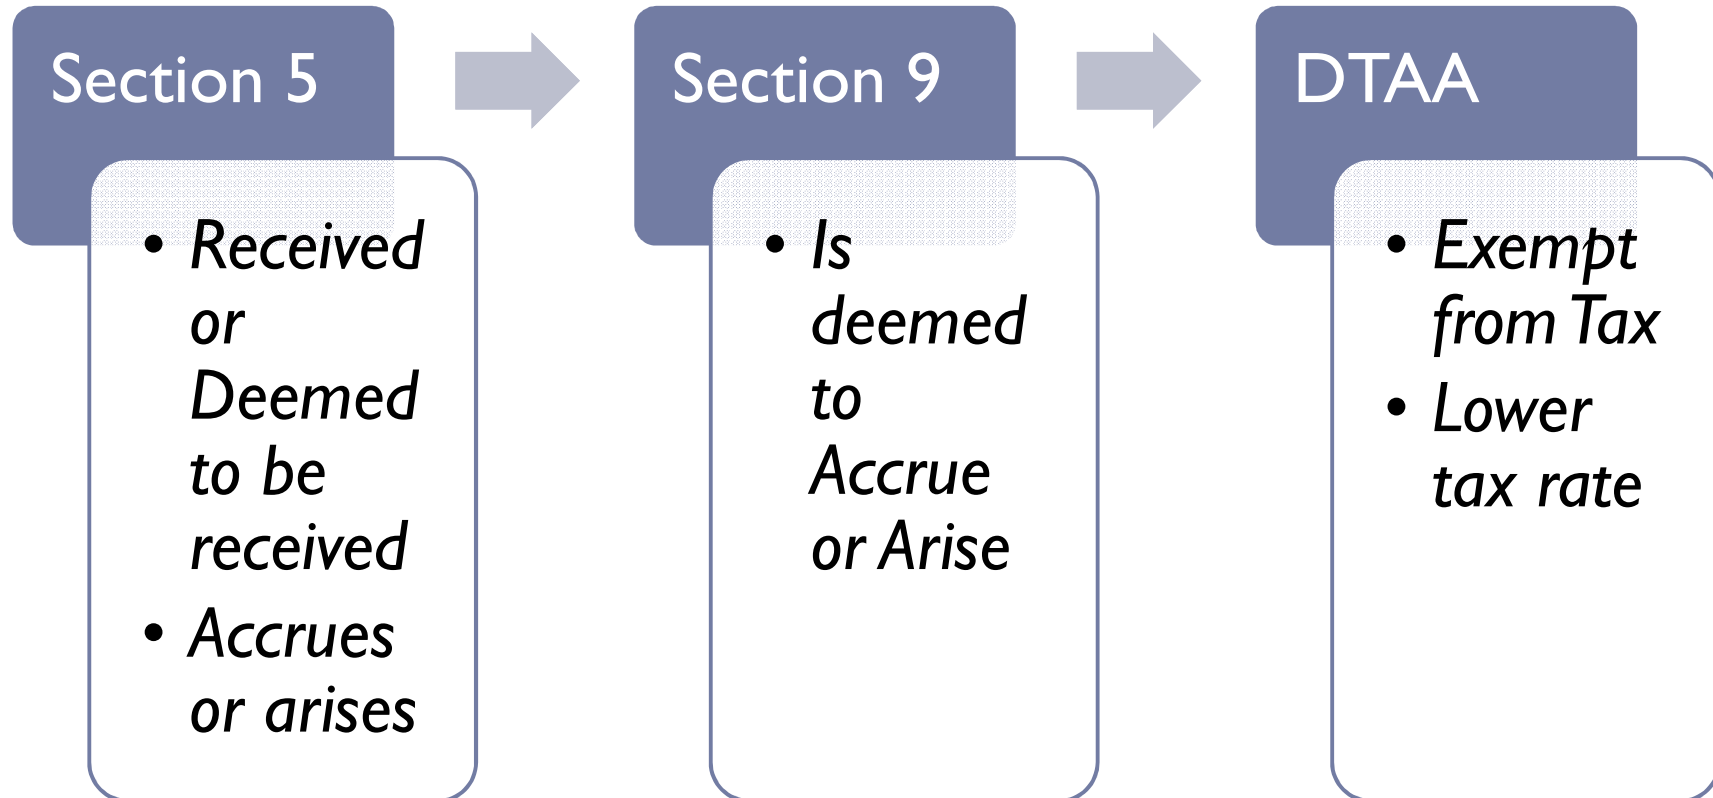 Section 5
• Received
or
Deemed
to be
received
• Accrues
or arises
Section 9
• Is
deemed
to
Accrue
or Arise
DTAA
• Exempt
from Tax
• Lower
tax rate